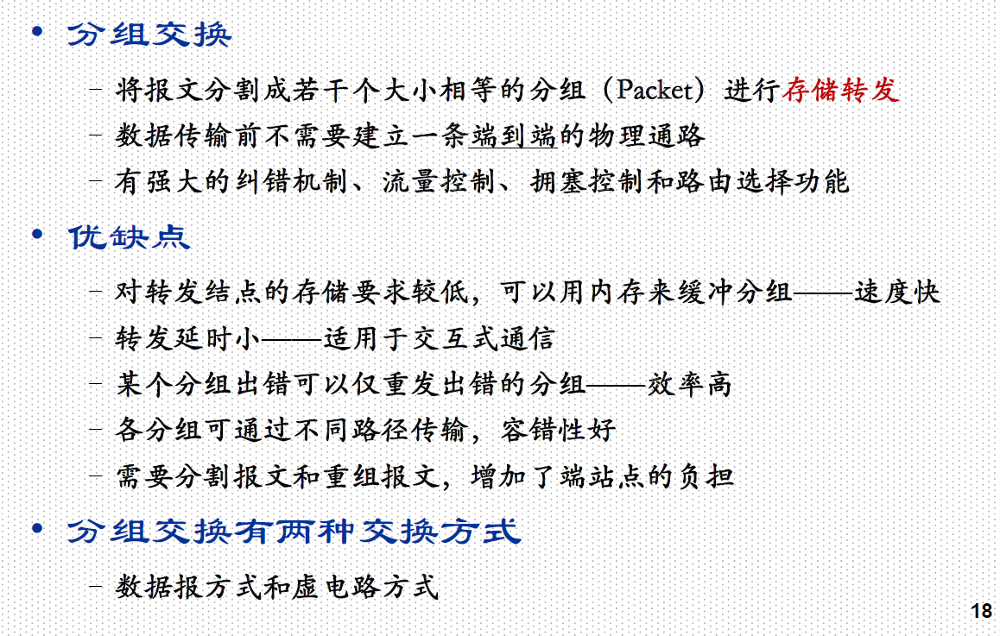 • 分组交换
– 将报文分割成若干个大小相等的分组（Packet）进行存储转发
– 数据传输前不需要建立一条端到端的物理通路
– 有强大的纠错机制、流量控制、拥塞控制和路由选择功能
• 优缺点
– 对转发结点的存储要求较低，可以用内存来缓冲分组——速度快
– 转发延时小——适用于交互式通信
– 某个分组出错可以仅重发出错的分组——效率高
– 各分组可通过不同路径传输，容错性好
– 需要分割报文和重组报文，增加了端站点的负担
• 分组交换有两种交换方式
– 数据报方式和虚电路方式
18